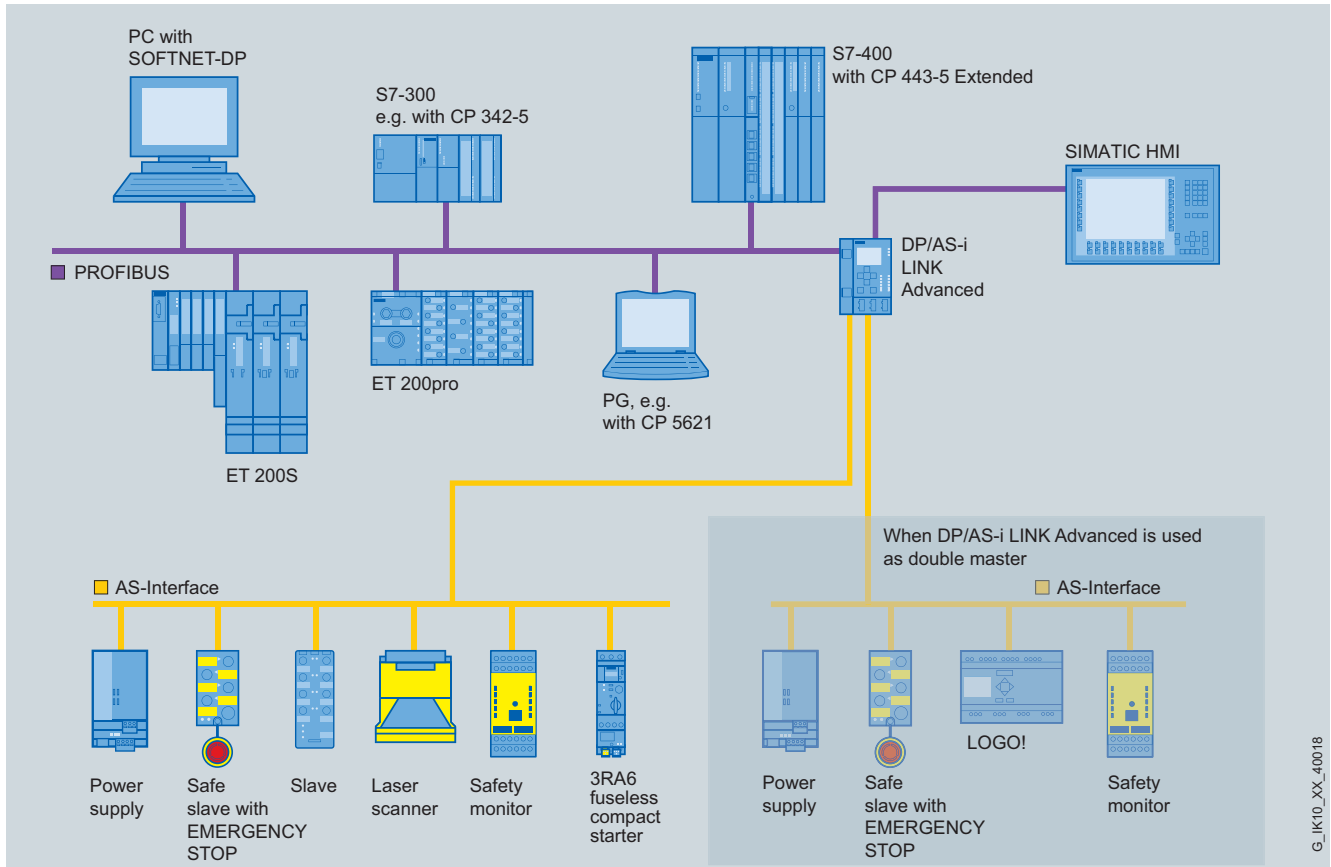 PC with
SOFTNET-DP
S7-300
e.g. with CP 342-5
S7-400
with CP 443-5 Extended
SIMATIC HMI
DP/AS-i
LINK
Advanced
PROFIBUS
ET 200S
ET 200pro
PG, e.g.
with CP 5621
When DP/AS-i LINK Advanced is used
as double master
AS-Interface
AS-Interface
Power
supply
Safe
slave with
EMERGENCY
STOP
Slave
Laser
scanner
Safety
monitor
3RA6
fuseless
compact
starter
Power
supply
Safe
slave with
EMERGENCY
STOP
LOGO!
Safety
monitor
G_IK10_XX_40018